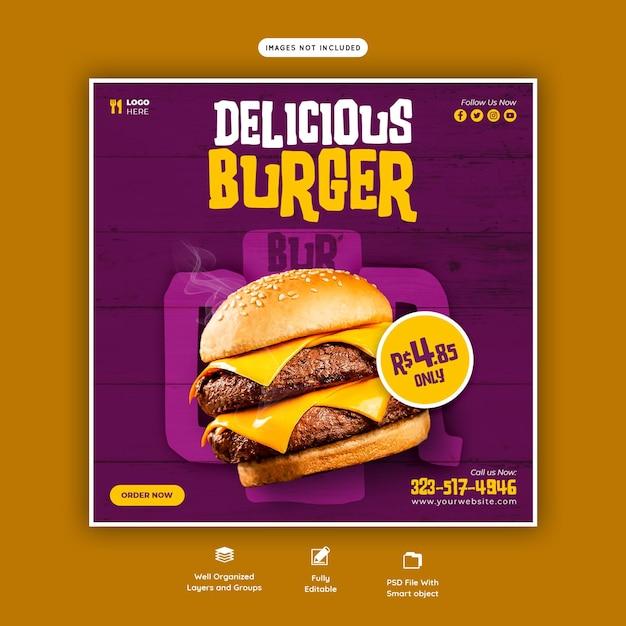 IMAGES NOT INCLUDED
LOGO
HERE
Follow Us Now
DELICIOUS
BURGER
BUR
R$4.85
ONLY
ORDER NOW
Call us Now:
323-517-4946
www.yourwebsite.com
Well Organized
Layers and Groups
Fully
Editable
PSD File With
Smart object